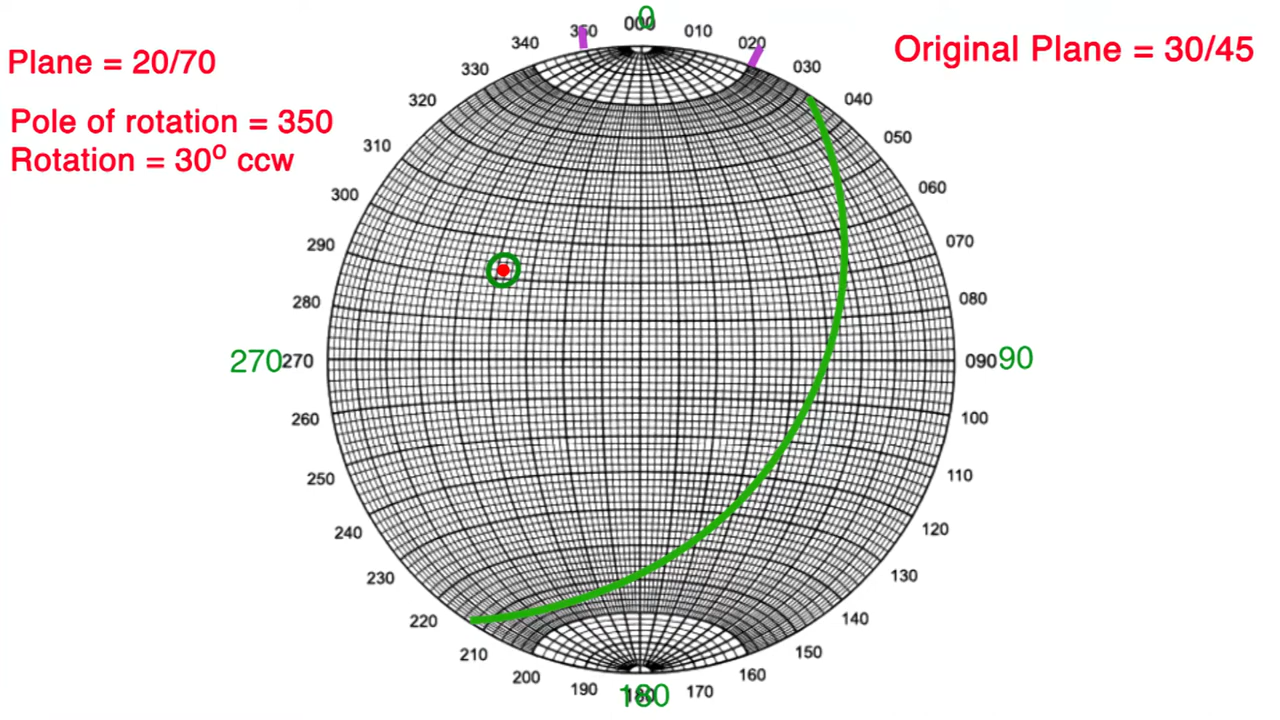 0
350 000 010
340 020
Plane = 20/70
330 030
Original Plane = 30/45
320 040
Pole of rotation = 350
310 050
Rotation = 30º ccw
300 060
290 070
280 080
270 270 090 90
260 100
250 110
240 120
230 130
220 140
210 150
200 160
190 180 180 170